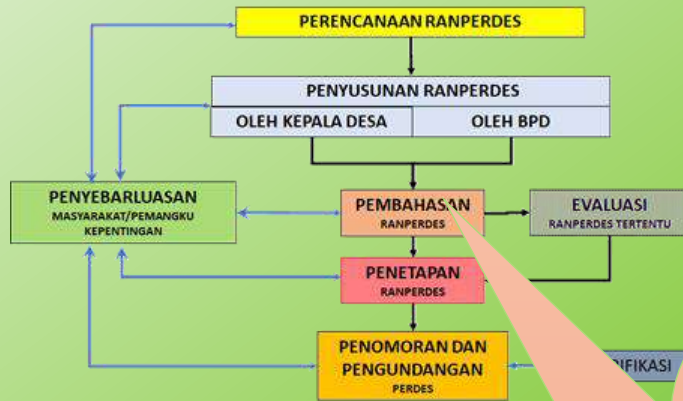 PERENCANAAN RANPERDES
PENYUSUNAN RANPERDES
OLEH KEPALA DESA
OLEH BPD
PENYEBARLUASAN
MASYARAKAT/PEMANGKU
KEPENTINGAN
PEMBAHASAN
RANPERDES
EVALUASI
RANPERDES TERTENTU
PENETAPAN
RANPERDES
PENOMORAN DAN
PENGUNDANGAN
PERDES